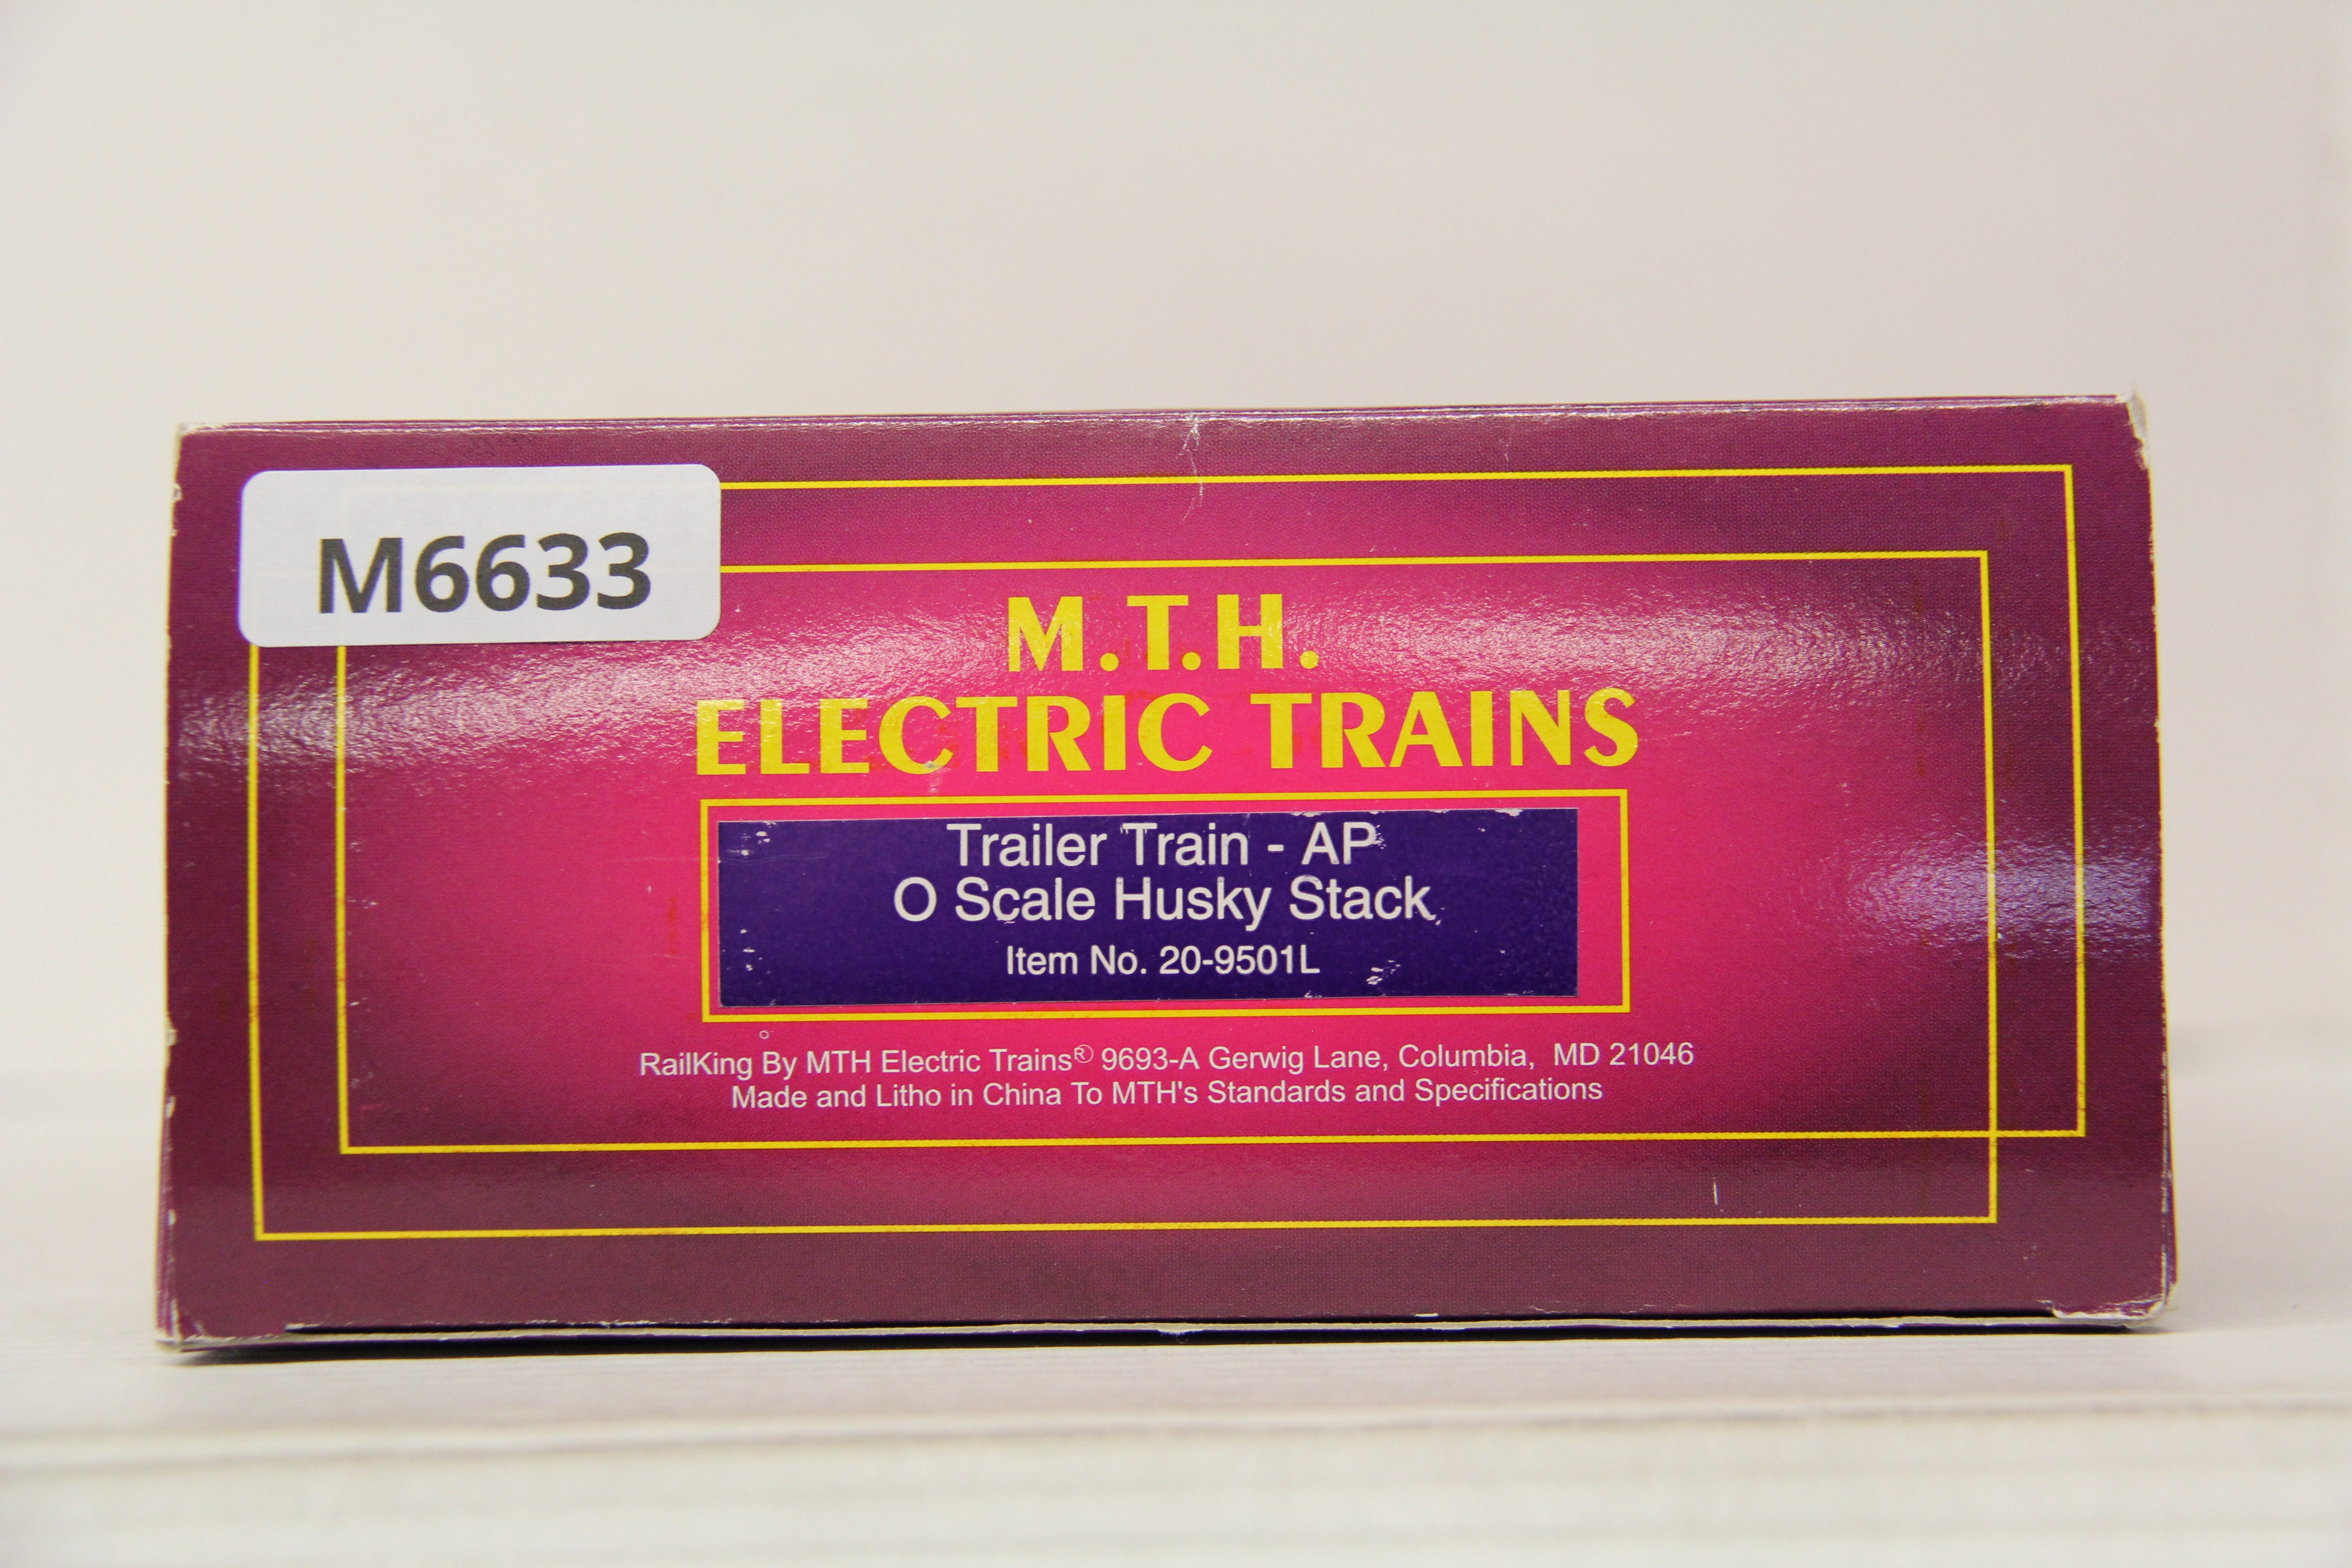 M6633
M.T.H.
ELECTRIC TRAINS
Trailer Train - AP
O Scale Husky Stack
Item No. 20-9501L
RailKing By MTH Electric Trains® 9693-A Gerwig Lane, Columbia, MD 21046
Made and Litho in China To MTH's Standards and Specifications